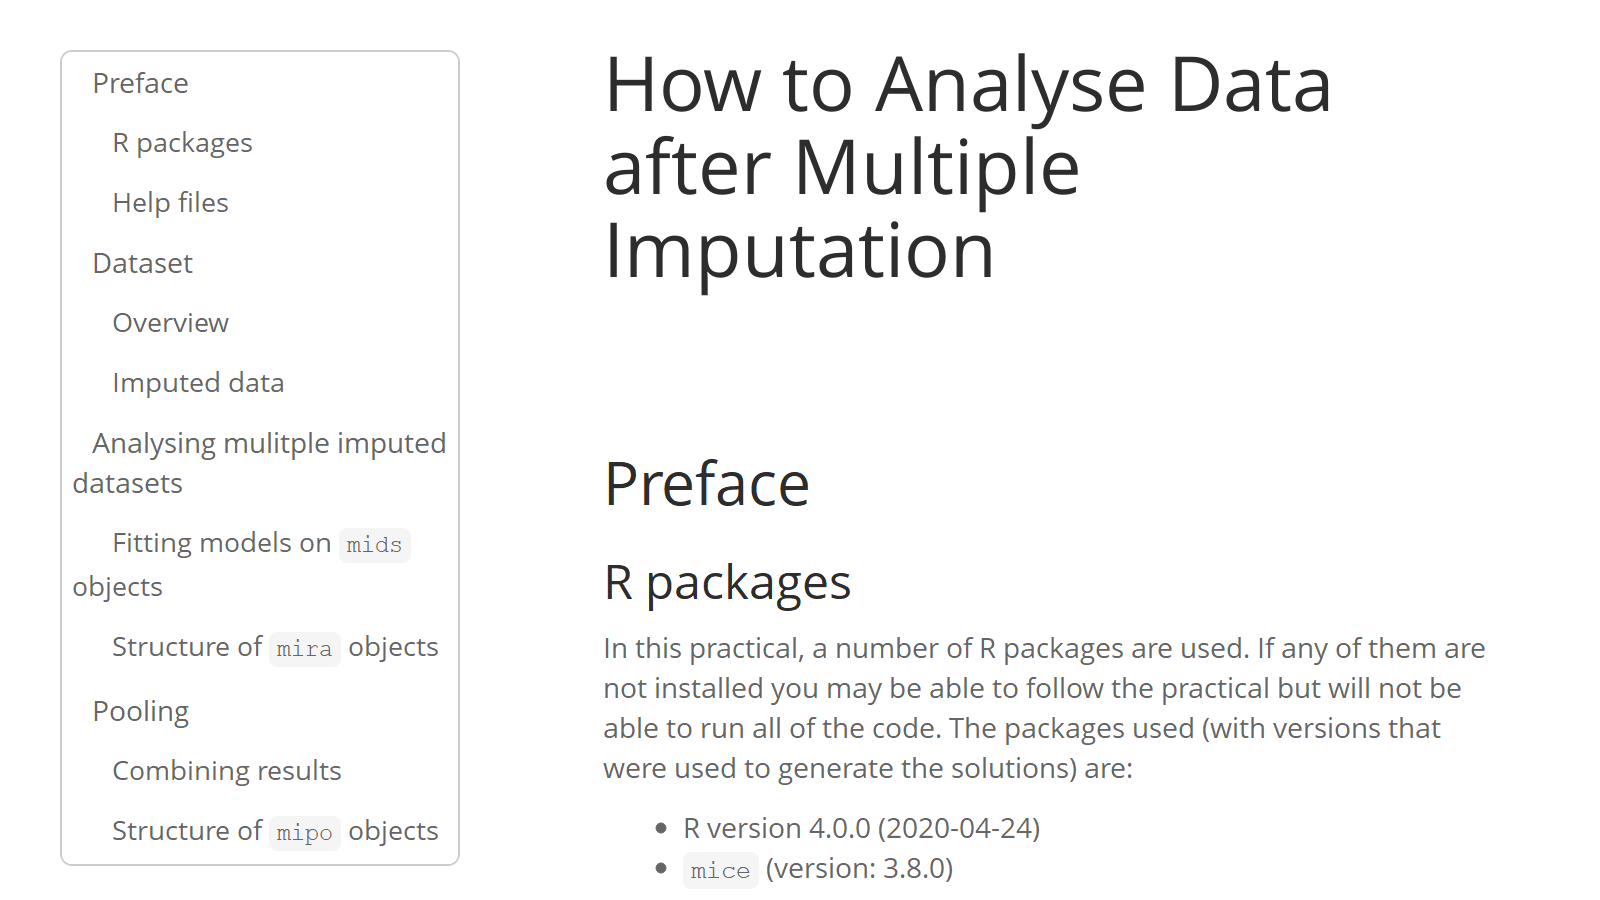 Preface
R packages
Help files
Dataset
Overview
Imputed data
Analysing mulitple imputed
datasets
Fitting models on mids
objects
Structure of mira objects
Pooling
Combining results
Structure of mipo objects
How to Analyse Data
after Multiple
Imputation
Preface
R packages
In this practical, a number of R packages are used. If any of them are
not installed you may be able to follow the practical but will not be
able to run all of the code. The packages used (with versions that
were used to generate the solutions) are:
• R version 4.0.0 (2020-04-24)
• mice (version: 3.8.0)